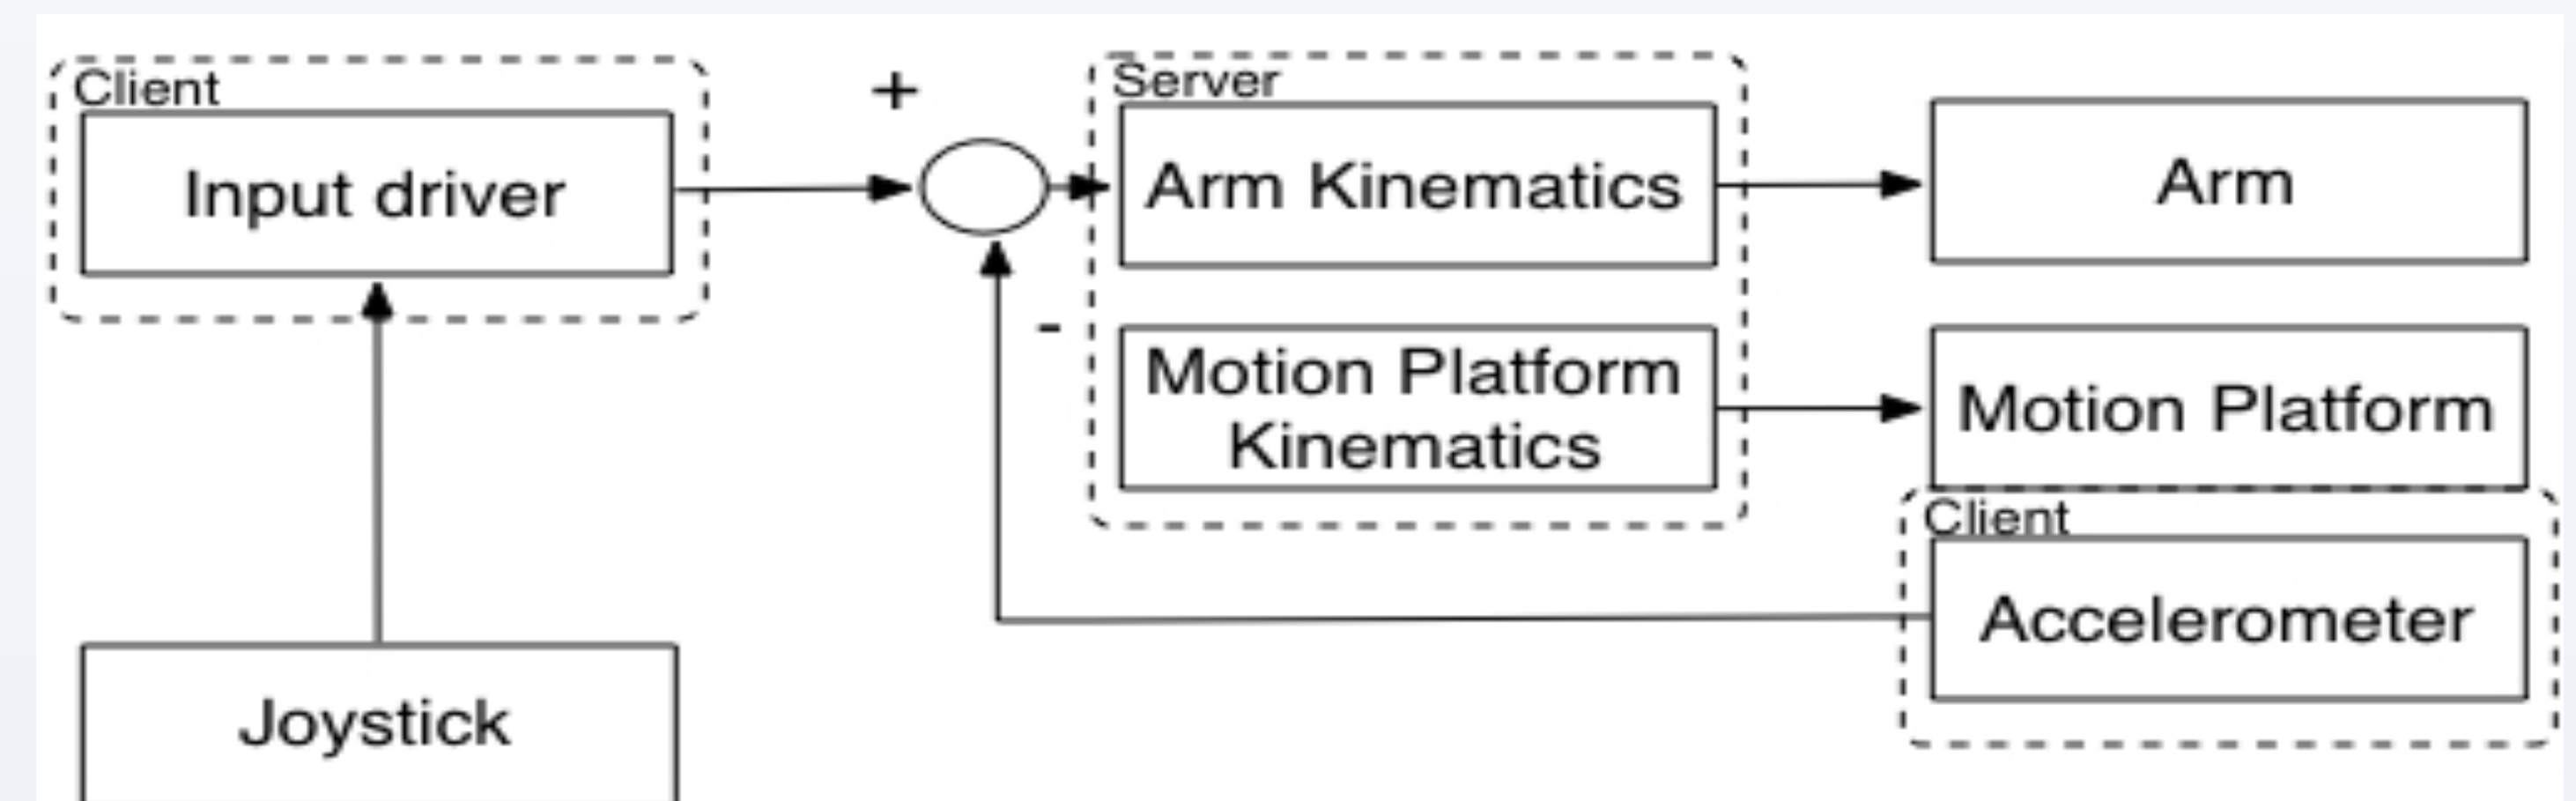 Client
Input driver
+
Server
Arm Kinematics
Arm
-
Motion Platform
Kinematics
Motion Platform
Client
Accelerometer
Joystick